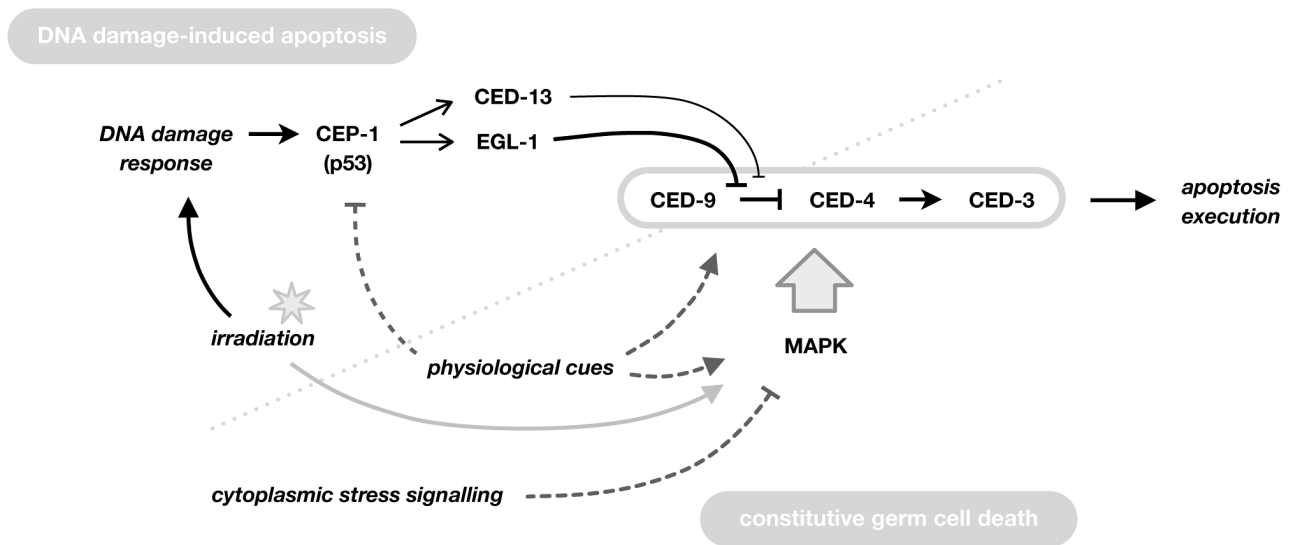 DNA damage-induced apoptosis
CED-13
DNA damage
response
CEP-1
(p53)
EGL-1
CED-9
CED-4
CED-3
apoptosis
execution
irradiation
physiological cues
MAPK
cytoplasmic stress signalling
constitutive germ cell death